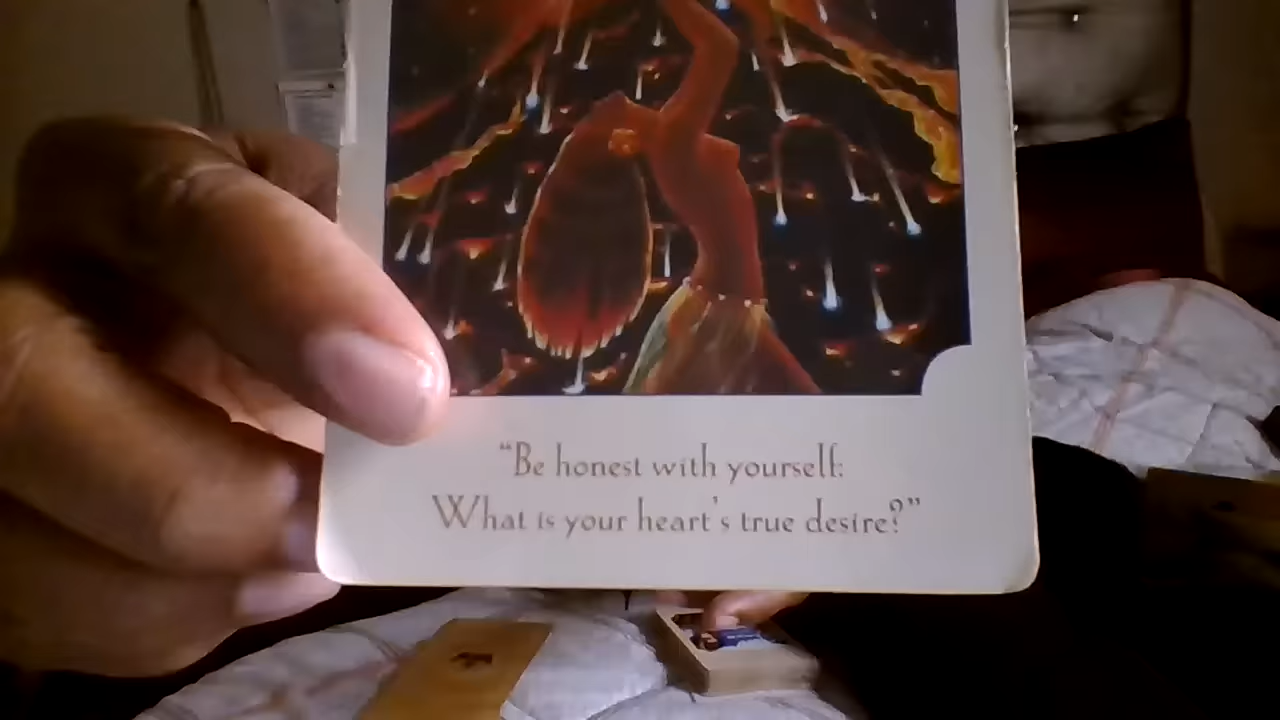 “Be honest with yourself:
What is your heart's true desire?”